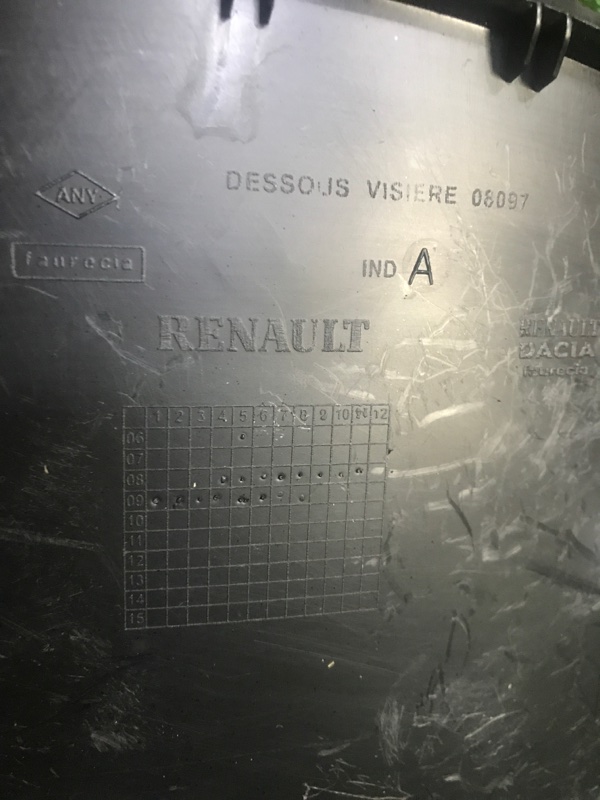 ANY
DESSOUS VISIERE 08097
faurecia
IND A
RENAULT
RENAULT
DACIA
faurecia
1 2 3 4 5 6 7 8 9 10 11 12
06
07
08
09
10
11
12
13
14
15